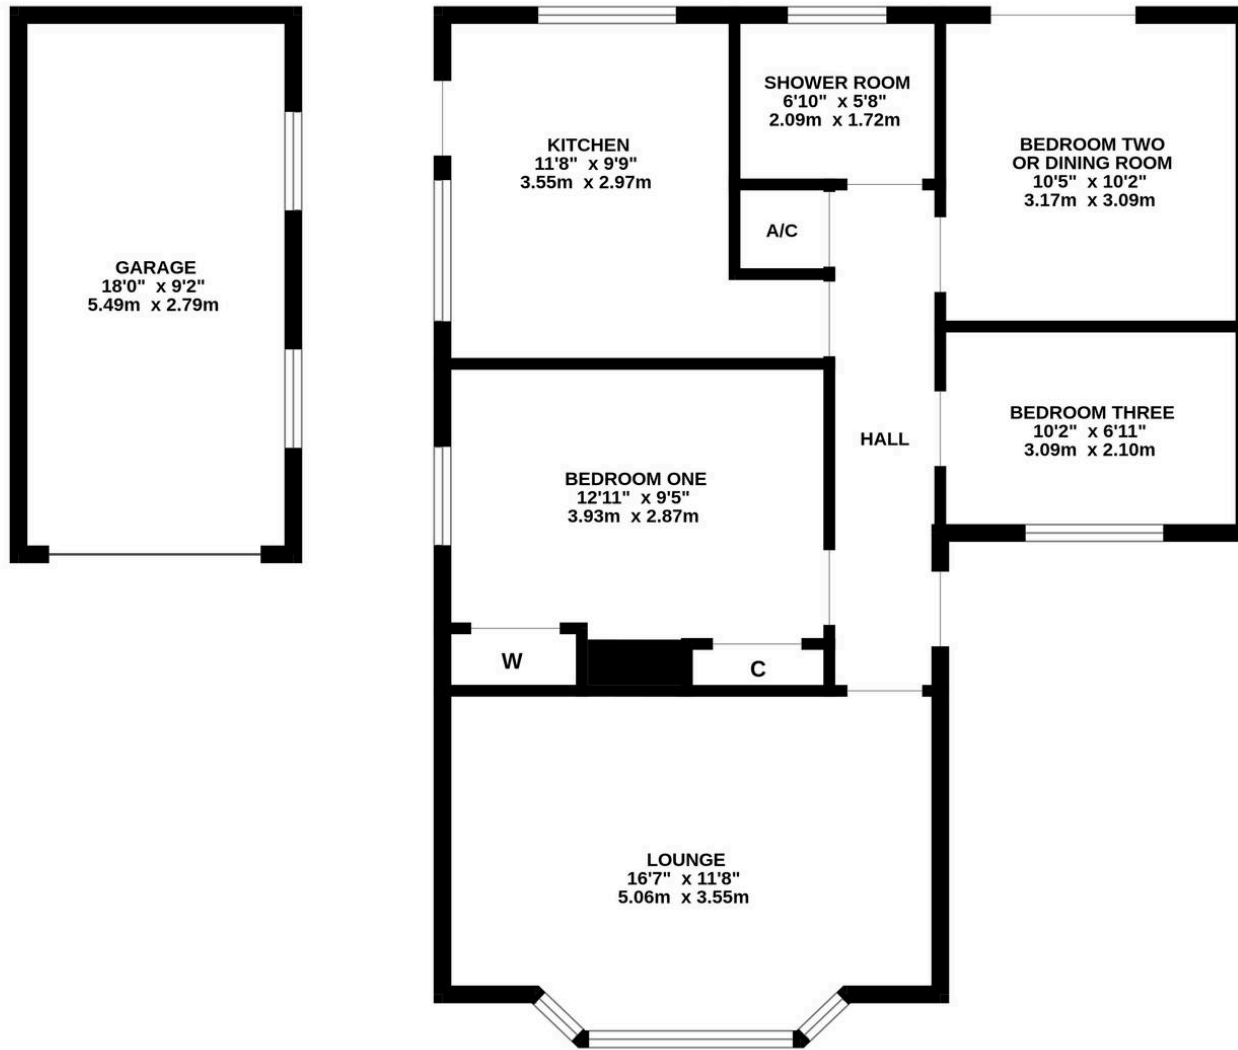 GARAGE
18'0" x 9'2"
5.49m x 2.79m
KITCHEN
11'8" x 9'9"
3.55m x 2.97m
SHOWER ROOM
6'10" x 5'8"
2.09m x 1.72m
BEDROOM TWO
OR DINING ROOM
10'5" x 10'2"
3.17m x 3.09m
A/C
HALL
BEDROOM THREE
10'2" x 6'11"
3.09m x 2.10m
BEDROOM ONE
12'11" x 9'5"
3.93m x 2.87m
W
C
LOUNGE
16'7" x 11'8"
5.06m x 3.55m